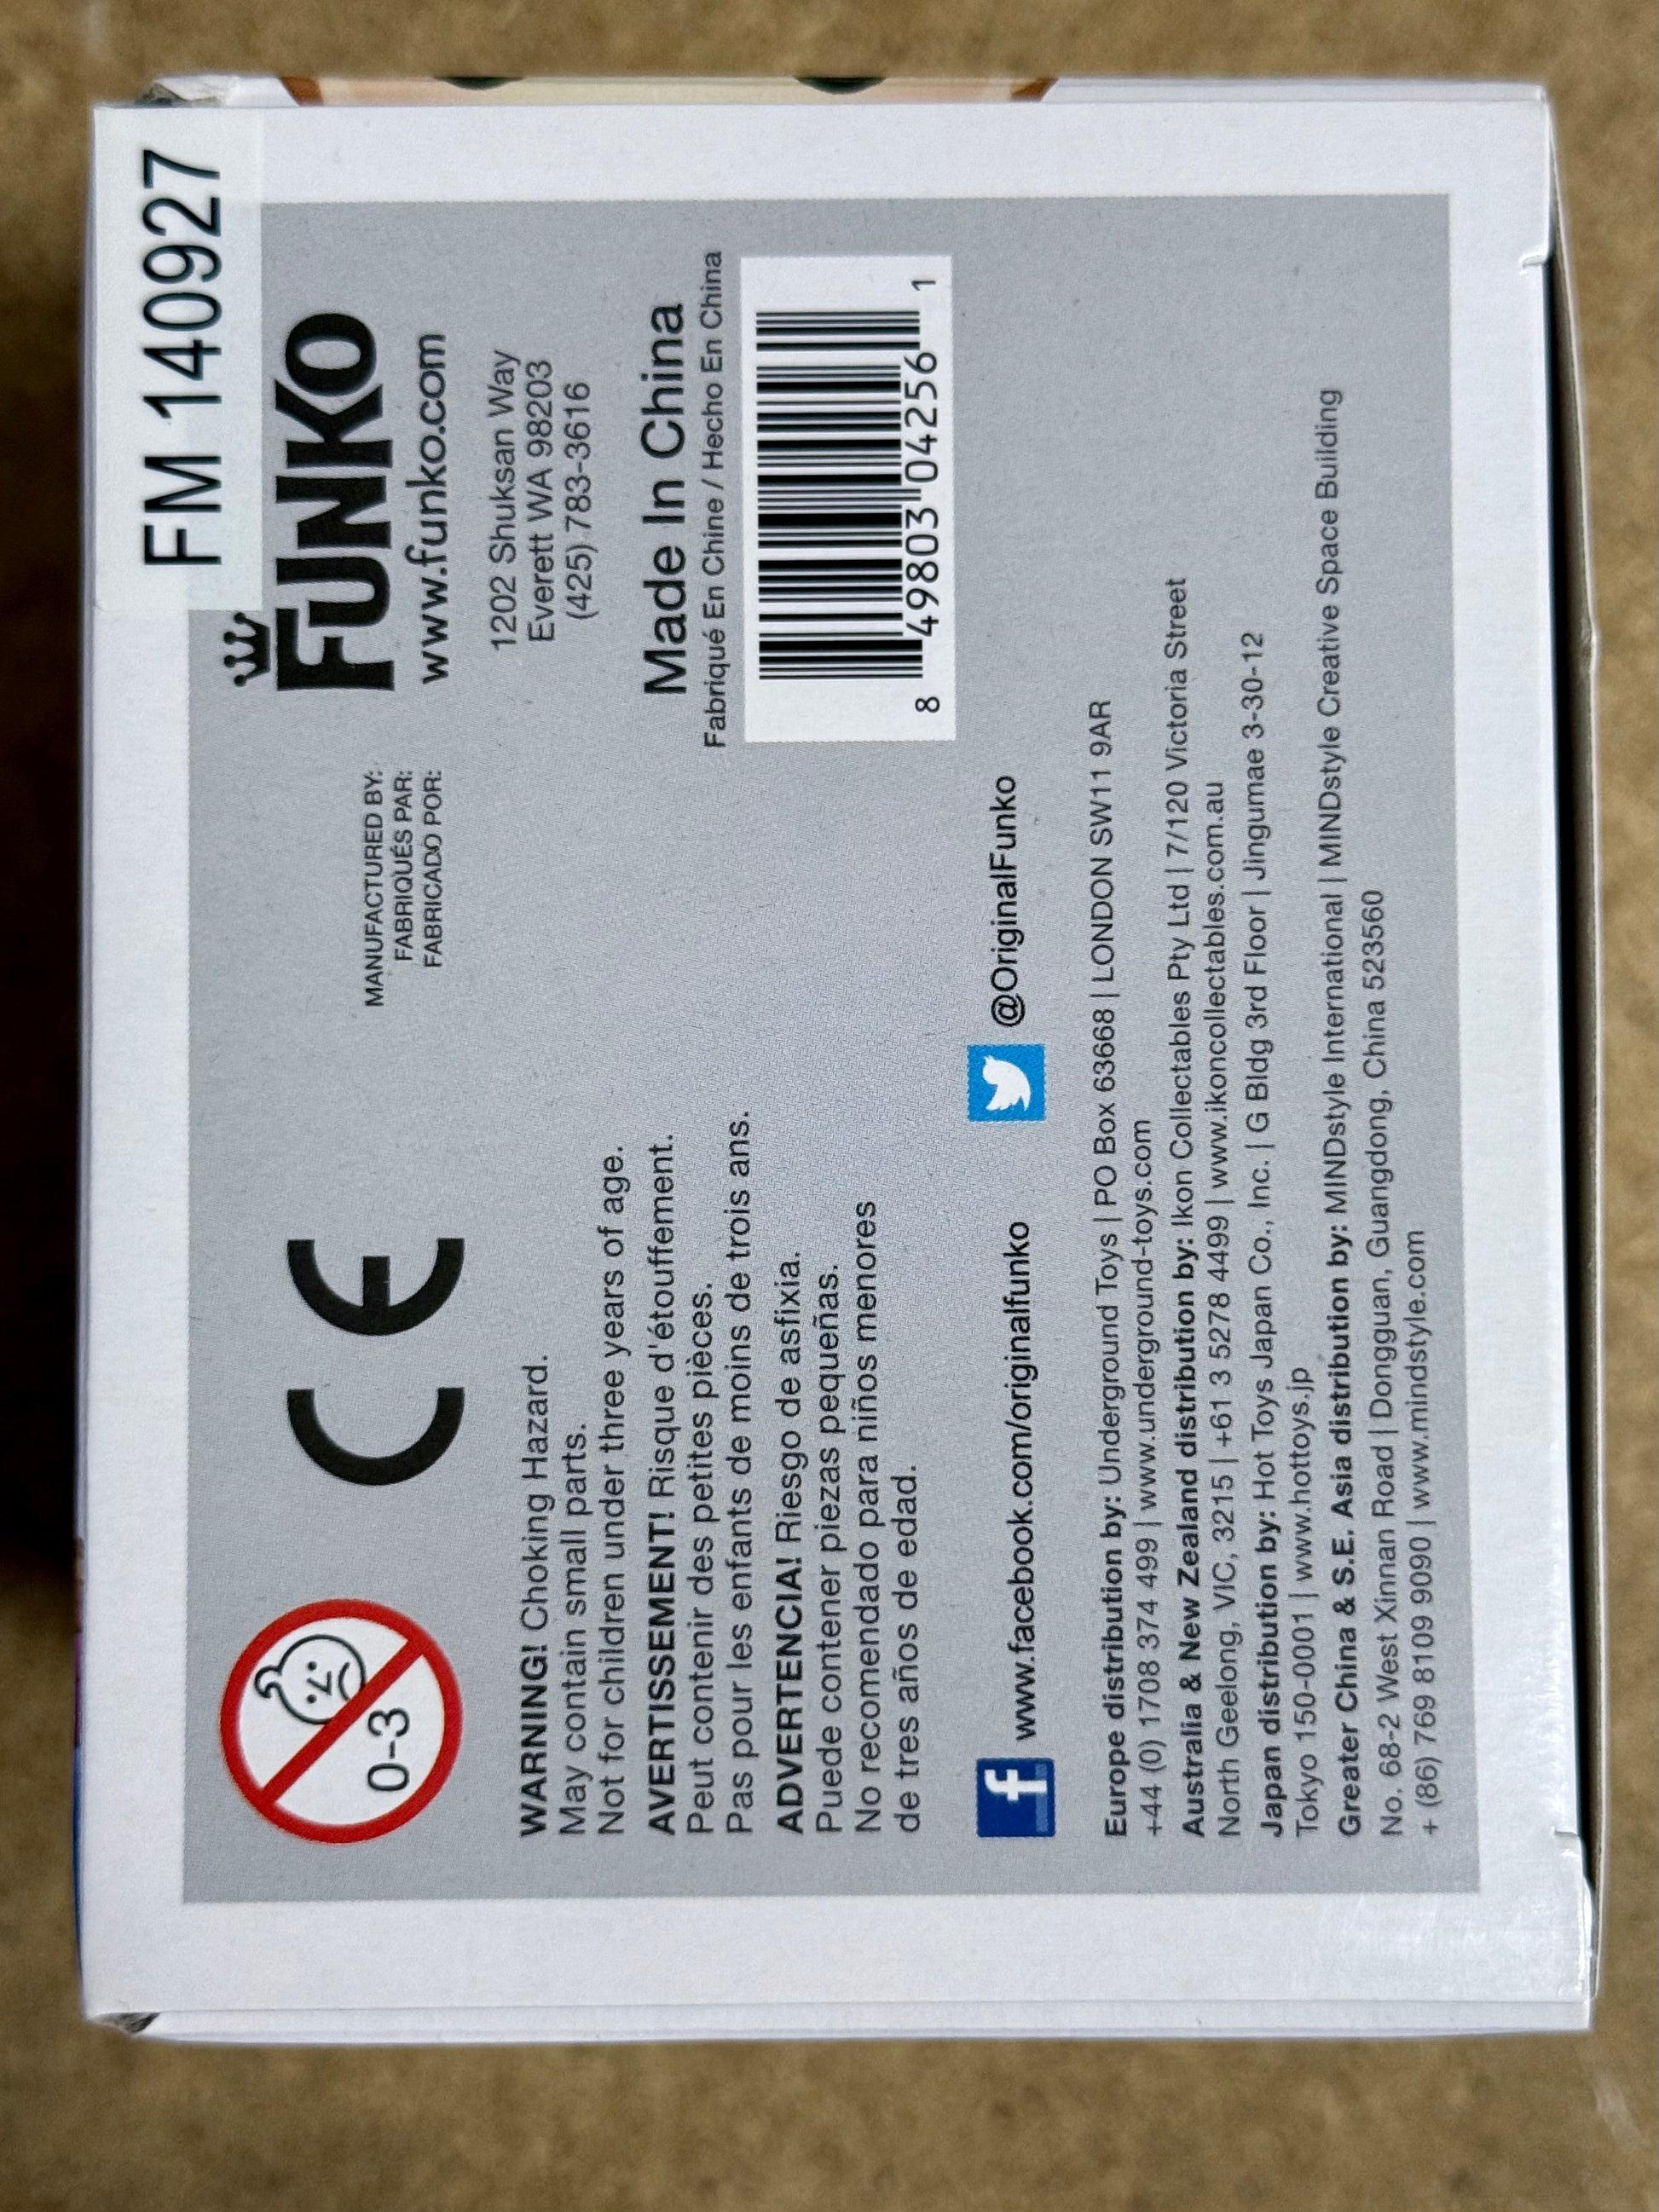 FM 140927
0-3
CE
MANUFACTURED BY:
FABRIQUÉS PAR:
FABRICADO POR:
FUNKO
www.funko.com
1202 Shuksan Way
Everett WA 98203
(425) 783-3616
Made In China
Fabriqué En Chine / Hecho En China
8 49803 04256 1
WARNING! Choking Hazard.
May contain small parts.
Not for children under three years of age.
AVERTISSEMENT! Risque d'étouffement.
Peut contenir des petites pièces.
Pas pour les enfants de moins de trois ans.
ADVERTENCIA! Riesgo de asfixia.
Puede contener piezas pequeñas.
No recomendado para niños menores
de tres años de edad.
f www.facebook.com/originalfunko
@OriginalFunko
Europe distribution by: Underground Toys | PO Box 63668 | LONDON SW11 9AR
+44 (0) 1708 374 499 | www.underground-toys.com
Australia & New Zealand distribution by: Ikon Collectables Pty Ltd | 7/120 Victoria Street
North Geelong, VIC, 3215 | +61 3 5278 4499 | www.ikoncollectables.com.au
Japan distribution by: Hot Toys Japan Co., Inc. | G Bldg 3rd Floor | Jingumae 3-30-12
Tokyo 150-0001 | www.hottoys.jp
Greater China & S.E. Asia distribution by: MINDstyle International | MINDstyle Creative Space Building
No. 68-2 West Xinnan Road | Dongguan, Guangdong, China 523560
+ (86) 769 8109 9090 | www.mindstyle.com